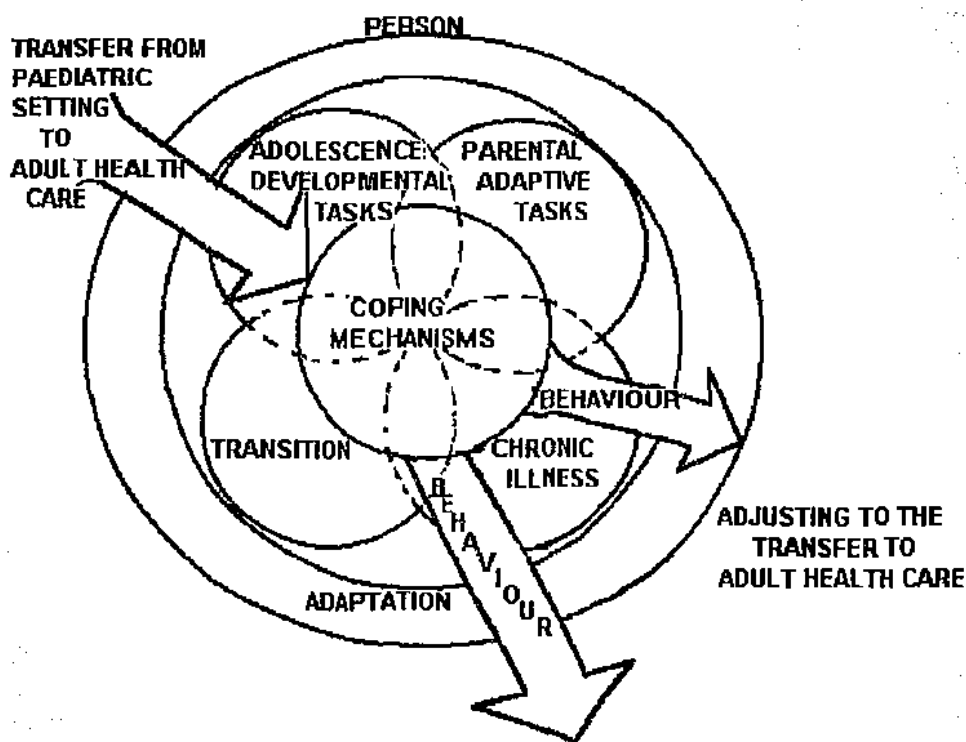 PERSON
TRANSFER FROM
PAEDIATRIC
SETTING
TO
ADULT HEALTH
CARE
ADOLESCENCE
DEVELOPMENTAL
TASKS
PARENTAL
ADAPTIVE
TASKS
COPING
MECHANISMS
BEHAVIOUR
TRANSITION
CHRONIC
ILLNESS
BEHAVIOUR
ADJUSTING TO THE
TRANSFER TO
ADULT HEALTH CARE
ADAPTATION